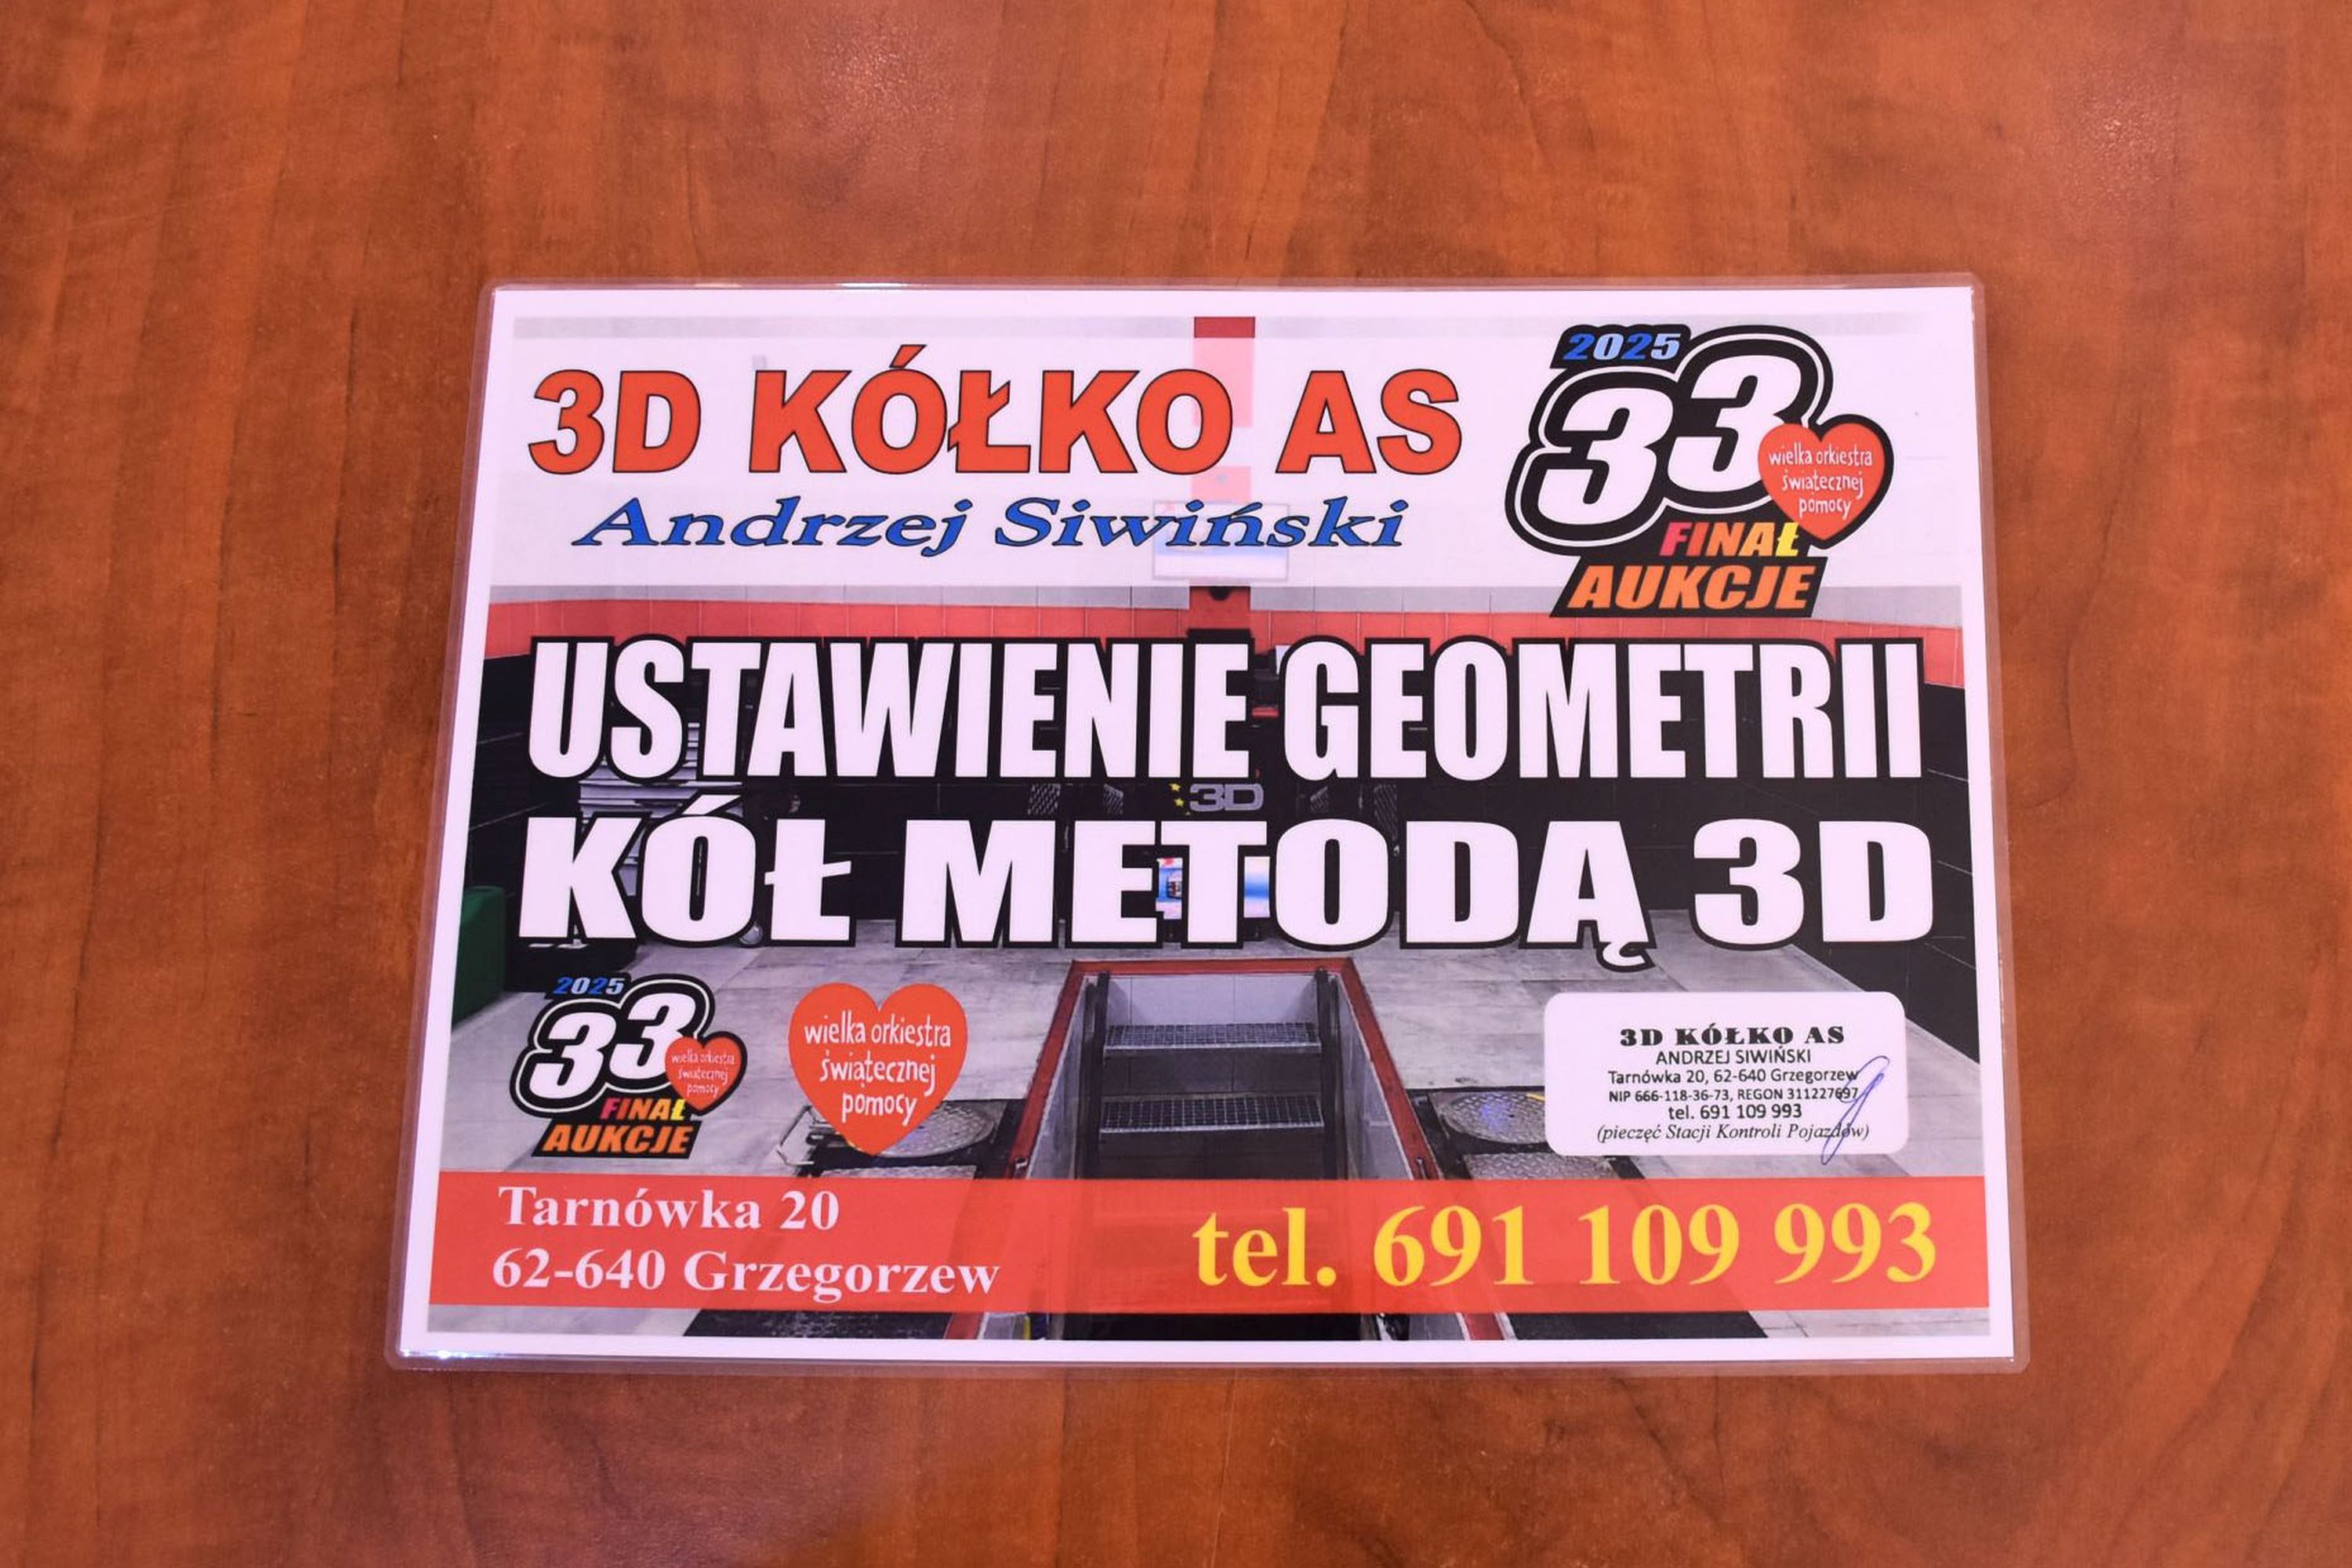 3D KÓŁKO AS
Andrzej Siwiński
2025
33
wielka orkiestra
świątecznej
pomocy
FINAŁ
AUKCJE
USTAWIENIE GEOMETRII
3D
KÓŁ METODĄ 3D
2025
33
wielka orkiestra
świątecznej
pomocy
FINAŁ
AUKCJE
wielka orkiestra
świątecznej
pomocy
3D KÓŁKO AS
ANDRZEJ SIWIŃSKI
Tarnówka 20, 62-640 Grzegorzew
NIP 666-118-36-73, REGON 311227697
tel. 691 109 993
(pieczęć Stacji Kontroli Pojazdów)
Tarnówka 20
62-640 Grzegorzew
tel. 691 109 993